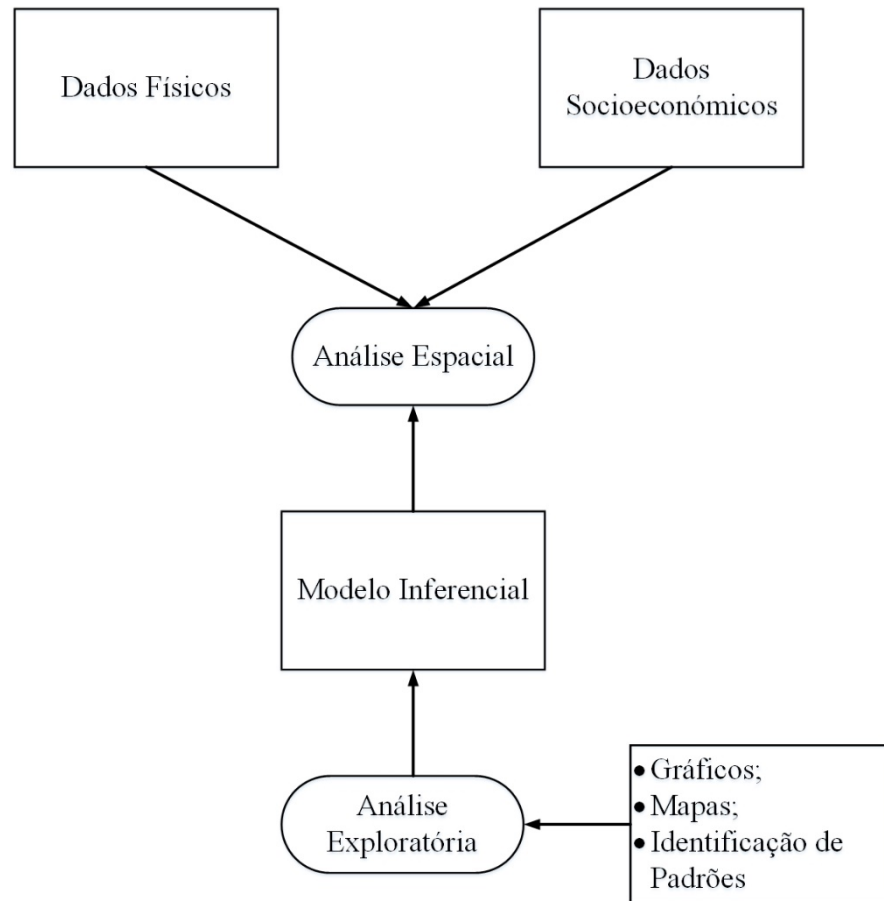 Dados Físicos
Dados
Socioeconómicos
Análise Espacial
Modelo Inferencial
Análise
Exploratória
• Gráficos;
• Mapas;
• Identificação de
Padrões